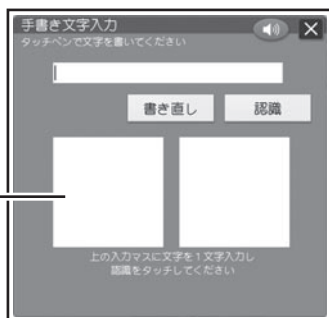 手書き文字入力
タッチペンで文字を書いてください
書き直し 認識
上の入力マスに文字を1文字入力し
認識をタッチしてください